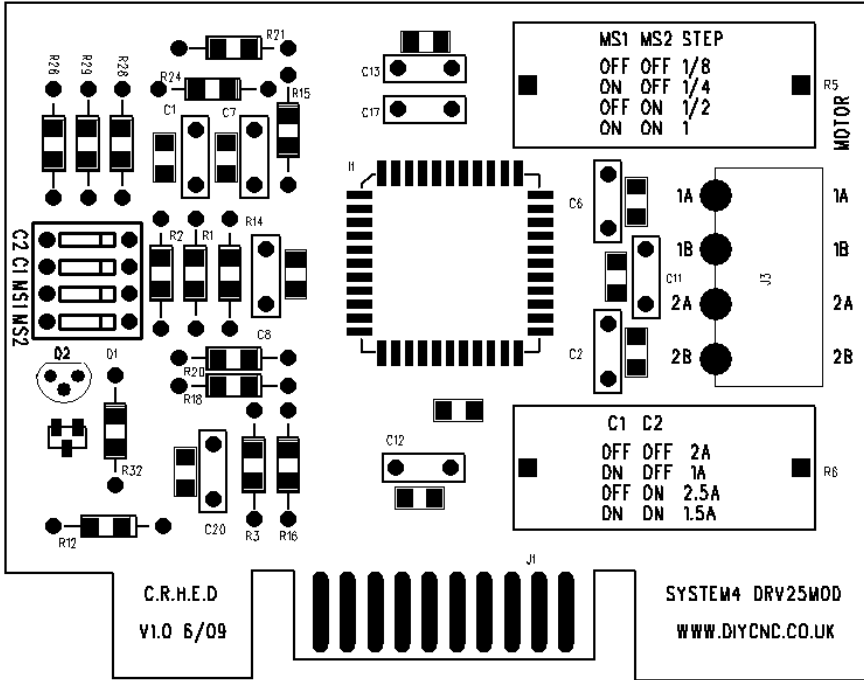 R21
MS1 MS2 STEP
OFF OFF 1/8
ON OFF 1/4
OFF ON 1/2
ON ON 1
R5
MOTOR
R26
R29
R28
R24
R15
C1
C7
C13
C17
I1
C6
1A
1A
1B
1B
J3
2A
2A
2B
2B
C11
C2
R2
R1
R14
C2 C1 MS1 MS2
C8
R20
R18
D2
D1
R32
C20
R3
R16
R12
C12
C1 C2
OFF OFF 2A
ON OFF 1A
OFF ON 2.5A
ON ON 1.5A
R6
J1
C.R.H.E.D
V1.0 6/09
SYSTEM4 DRV25MOD
WWW.DIYCNC.CO.UK